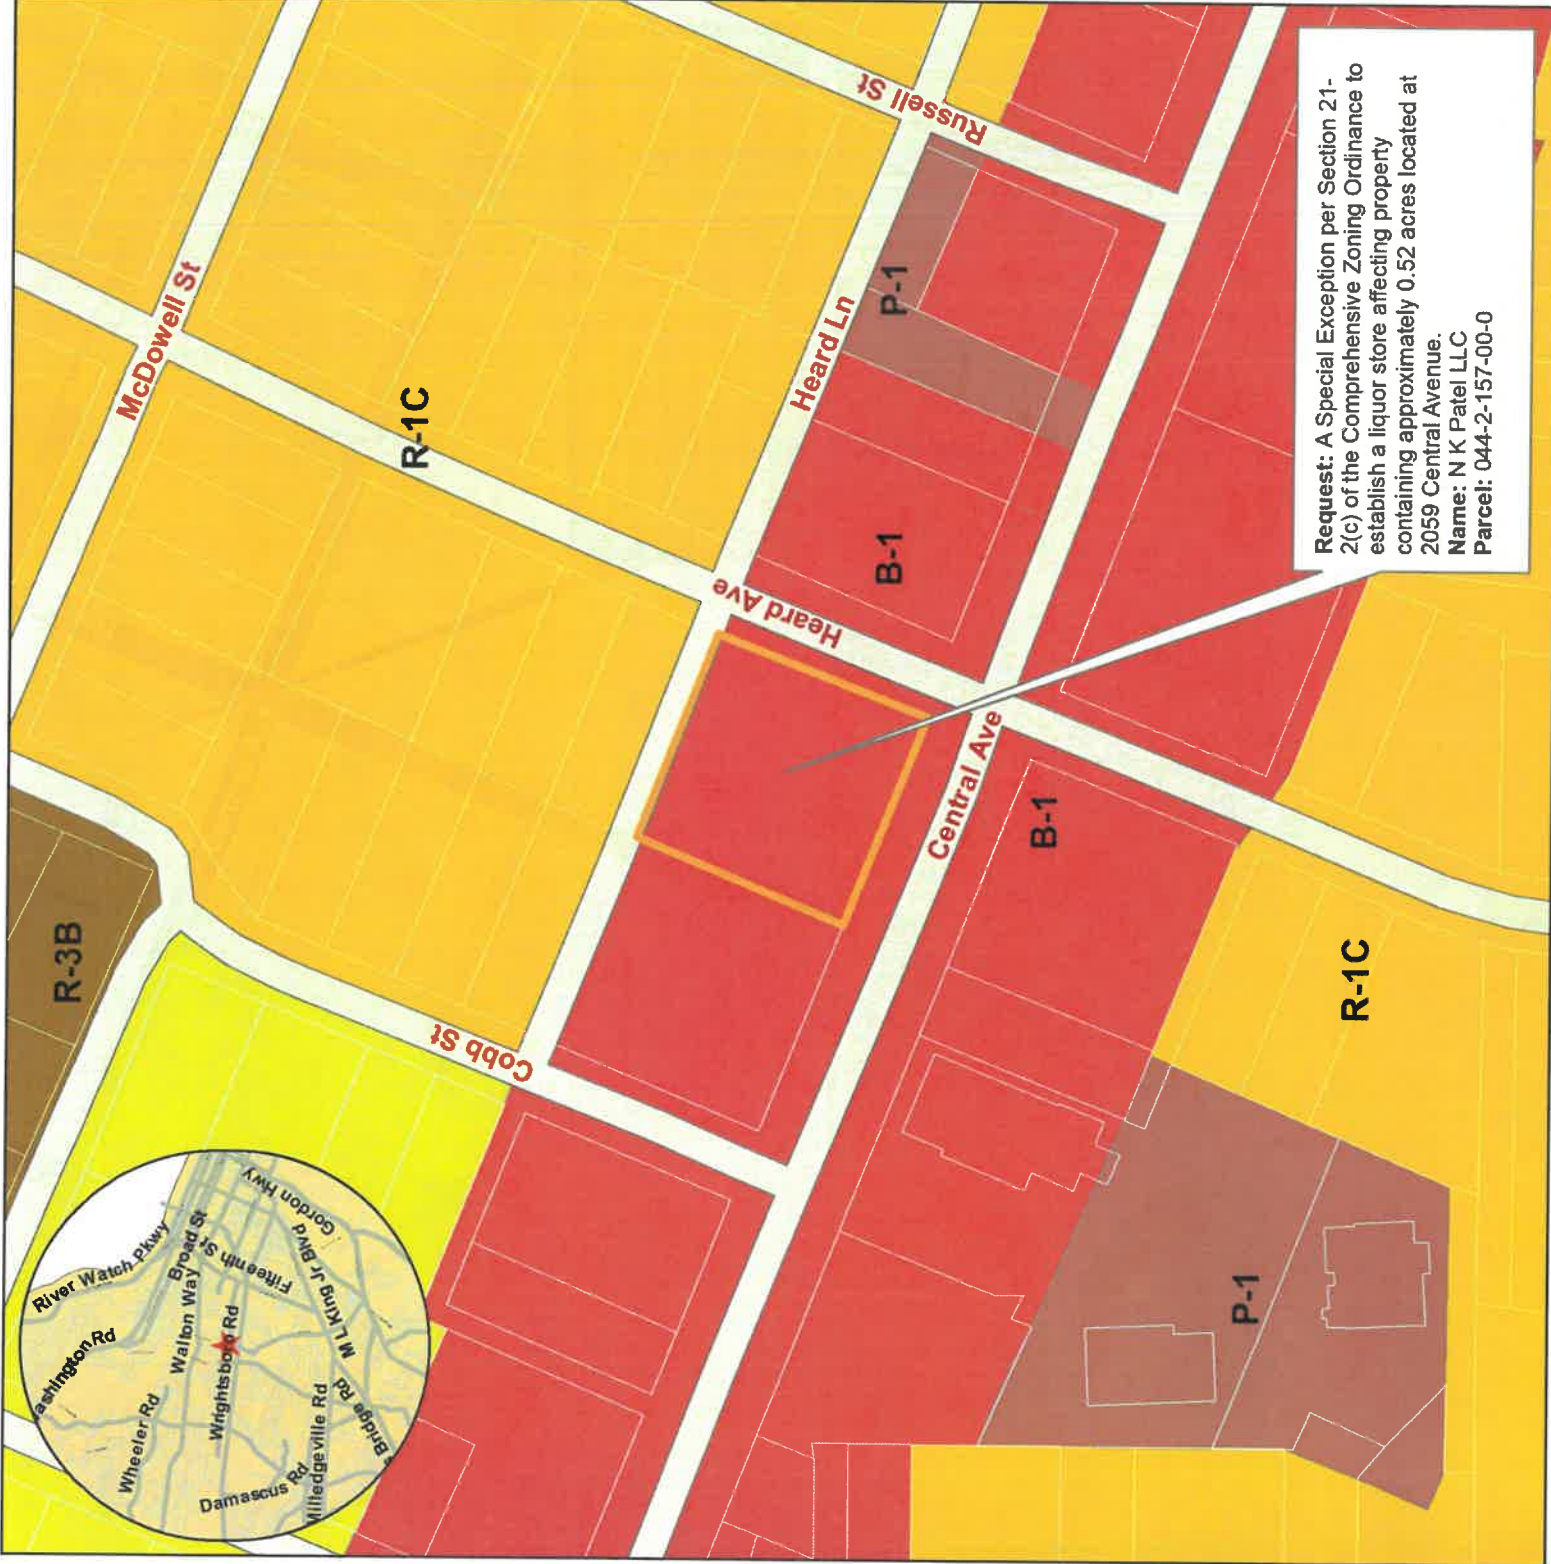 McDowell St
R-1C
Heard Ln
P-1
Russell St
B-1
Heard Ave
Central Ave
B-1
R-3B
Cobb St
R-1C
P-1
River Watch Pkwy
ashington Rd
Broad St
Walton Way
Fifteenth St
Gordon Hwy
Wheeler Rd
Wrightsboro Rd
M L King Jr Blvd
Damascus Rd
Milledgeville Rd
s Bridge Rd
Request: A Special Exception per Section 21-
2(c) of the Comprehensive Zoning Ordinance to
establish a liquor store affecting property
containing approximately 0.52 acres located at
2059 Central Avenue.
Name: N K Patel LLC
Parcel: 044-2-157-00-0